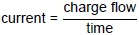 current = charge flow / time